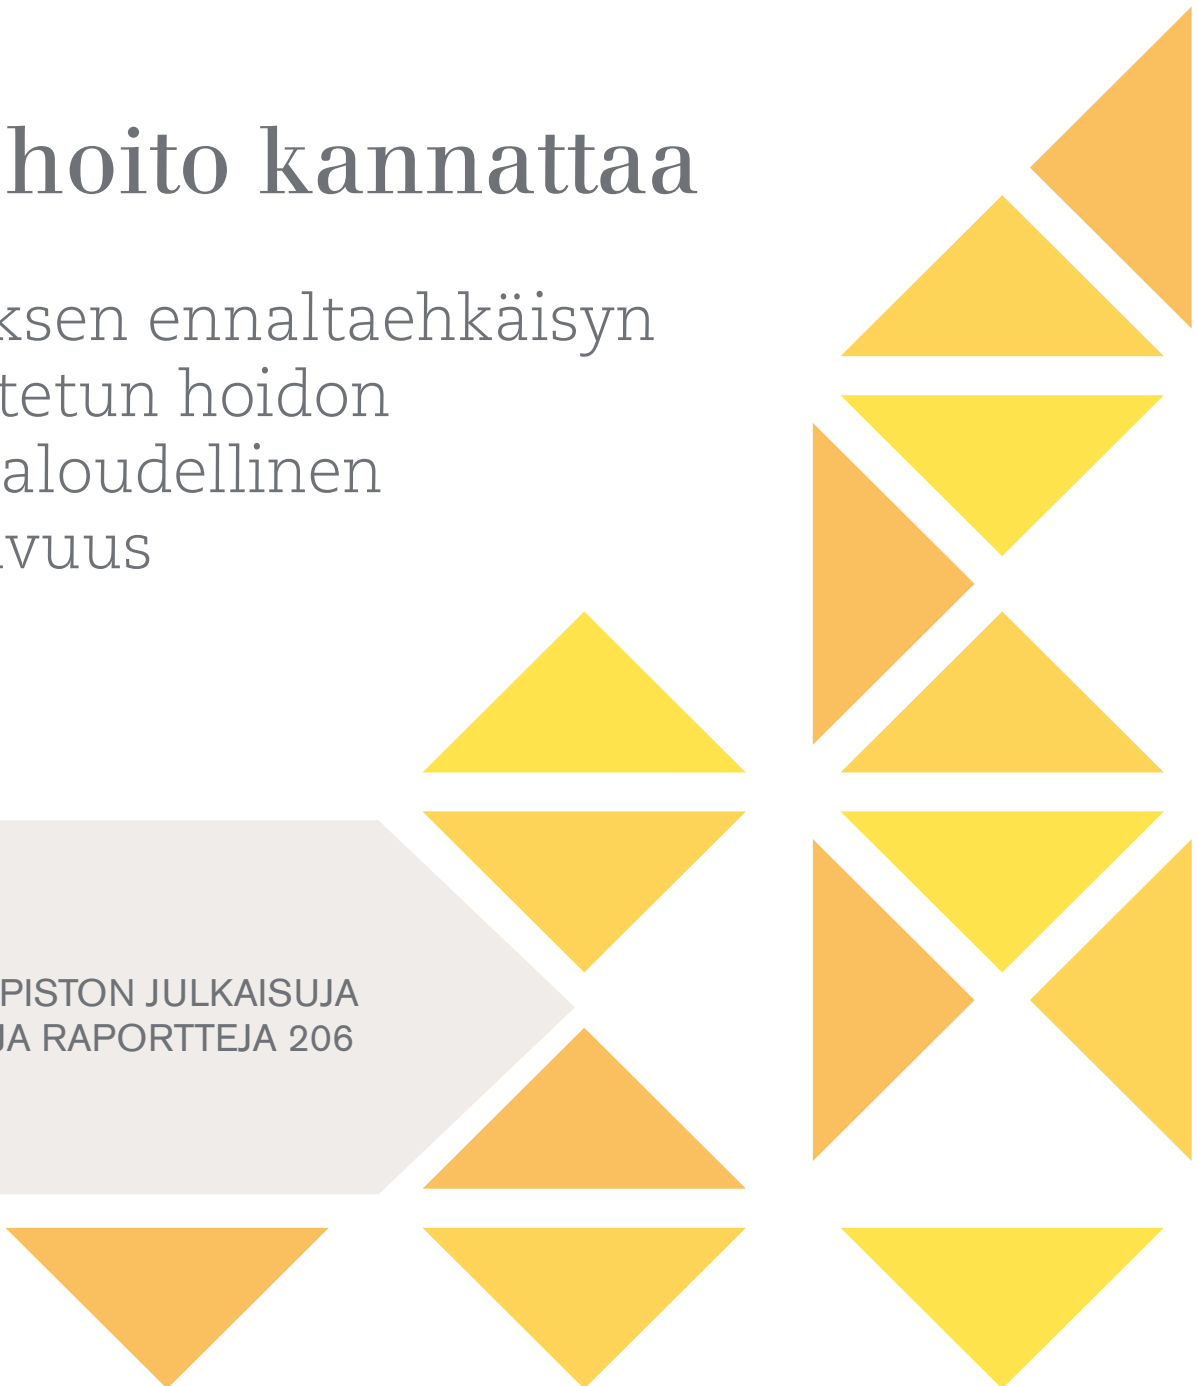 hoito kannattaa
ksen ennaltaehkäisyn
tetun hoidon
aloudellinen
vuus
PISTON JULKAISUJA
JA RAPORTTEJA 206